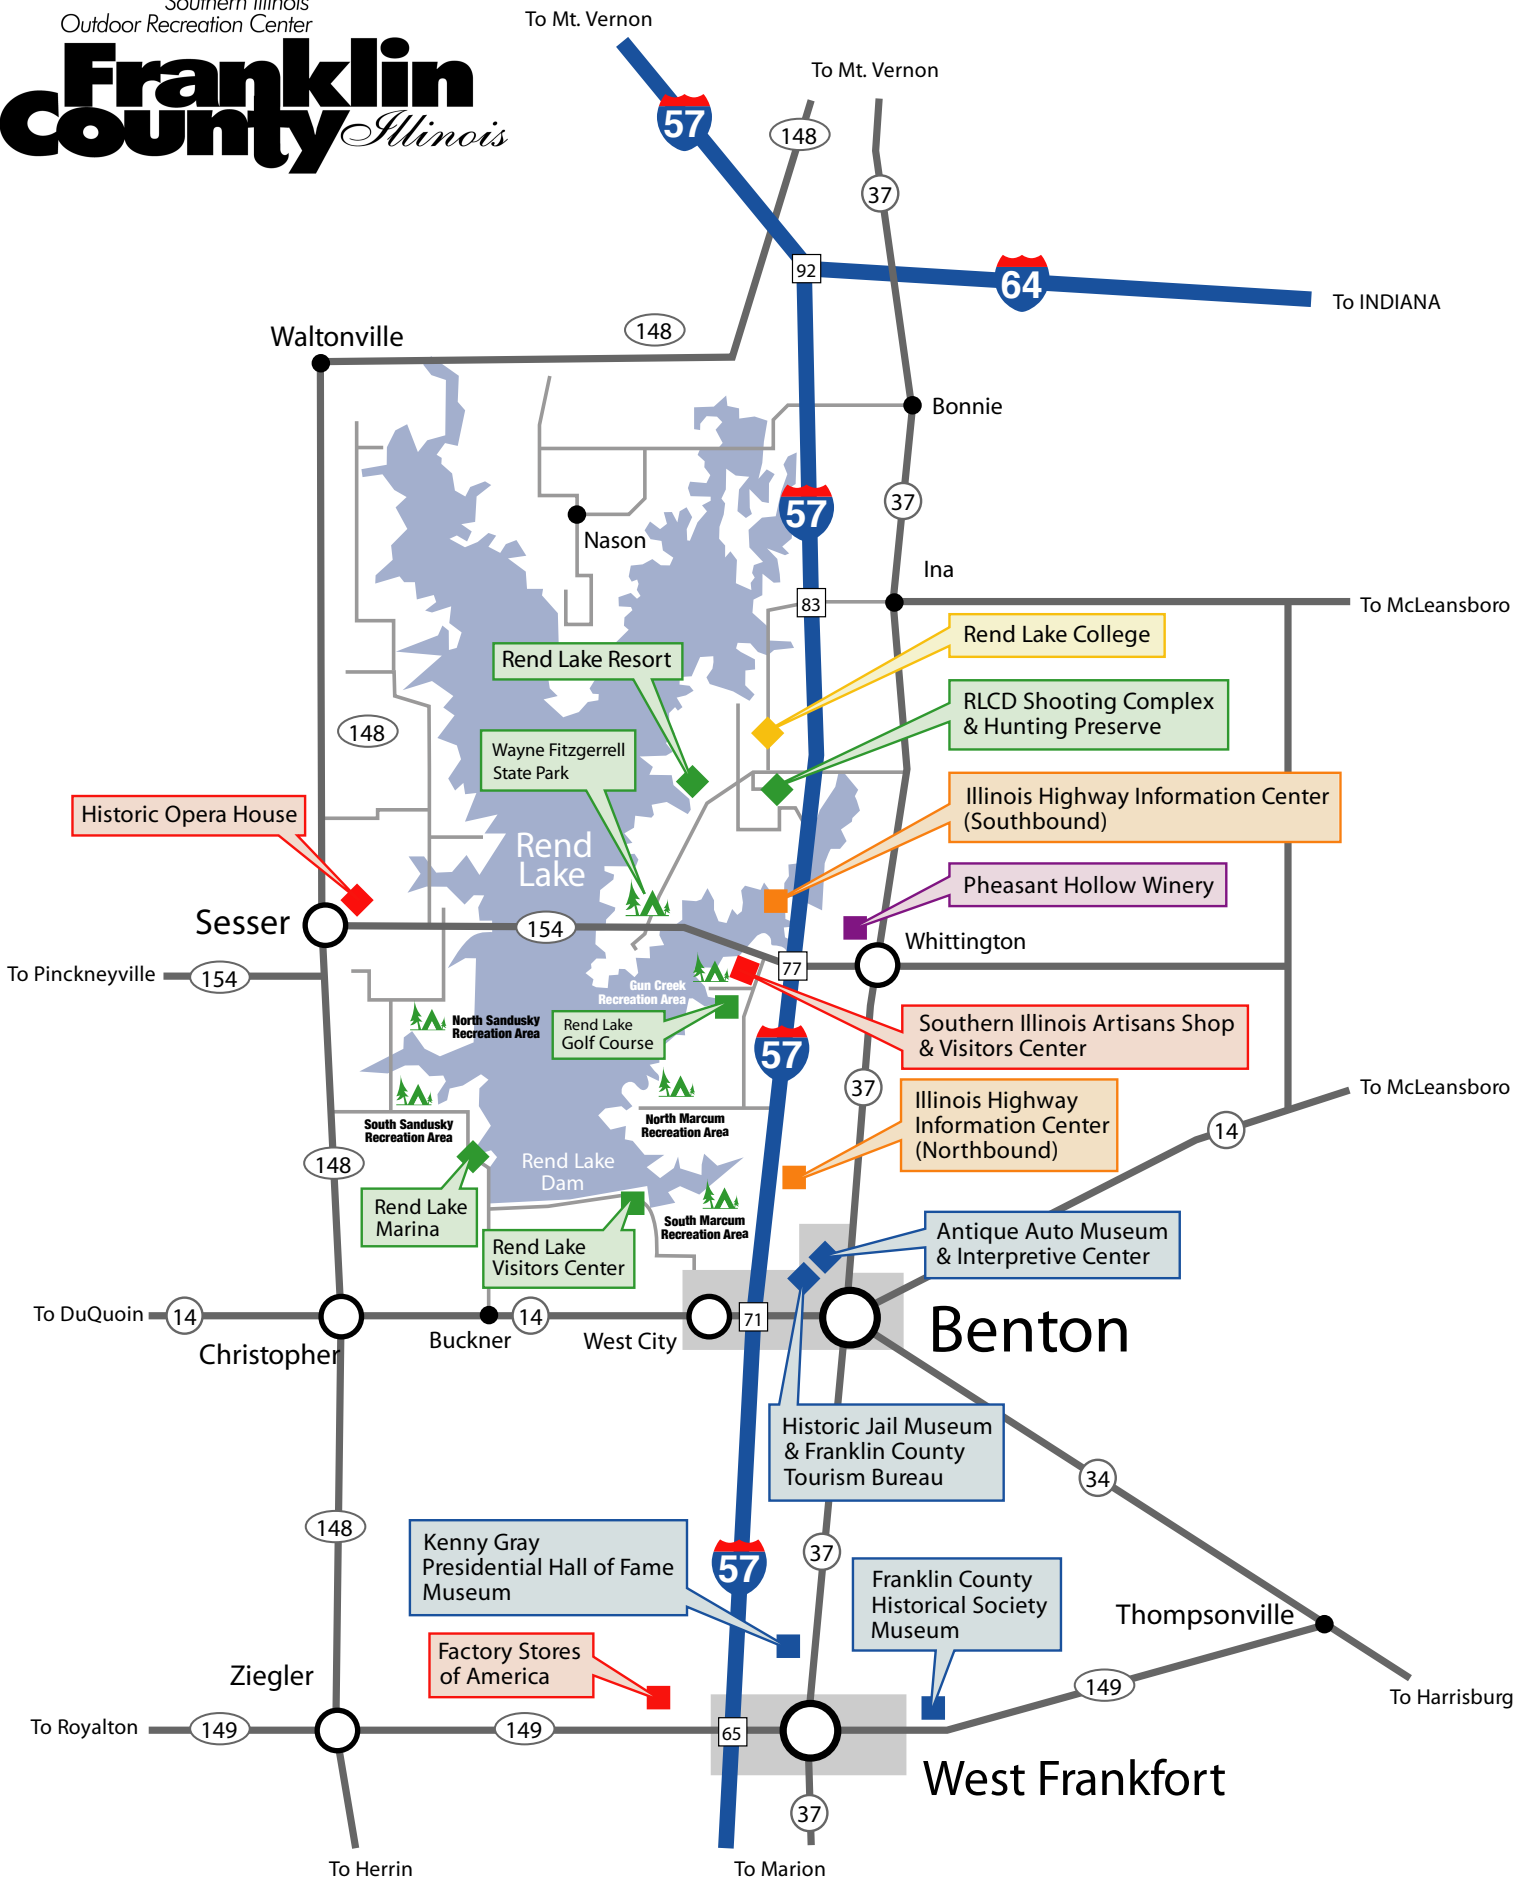 Southern Illinois
Outdoor Recreation Center
Franklin
County Illinois
To Mt. Vernon
To Mt. Vernon
57
148
37
92
64
To INDIANA
Waltonville
148
Bonnie
57
37
Nason
Ina
83
To McLeansboro
Rend Lake College
Rend Lake Resort
RLCD Shooting Complex
& Hunting Preserve
148
Wayne Fitzgerrell
State Park
Illinois Highway Information Center
(Southbound)
Historic Opera House
Rend
Lake
Pheasant Hollow Winery
Sesser
154
Whittington
To Pinckneyville
154
77
Gun Creek
Recreation Area
North Sandusky
Recreation Area
Rend Lake
Golf Course
Southern Illinois Artisans Shop
& Visitors Center
57
37
To McLeansboro
Illinois Highway
Information Center
(Northbound)
14
South Sandusky
Recreation Area
North Marcum
Recreation Area
148
Rend Lake
Dam
Rend Lake
Marina
South Marcum
Recreation Area
Rend Lake
Visitors Center
Antique Auto Museum
& Interpretive Center
To DuQuoin
14
14
71
Christopher
Buckner
West City
Benton
Historic Jail Museum
& Franklin County
Tourism Bureau
34
148
Kenny Gray
Presidential Hall of Fame
Museum
57
37
Franklin County
Historical Society
Museum
Thompsonville
Factory Stores
of America
Ziegler
149
To Harrisburg
To Royalton
149
149
65
West Frankfort
37
To Herrin
To Marion